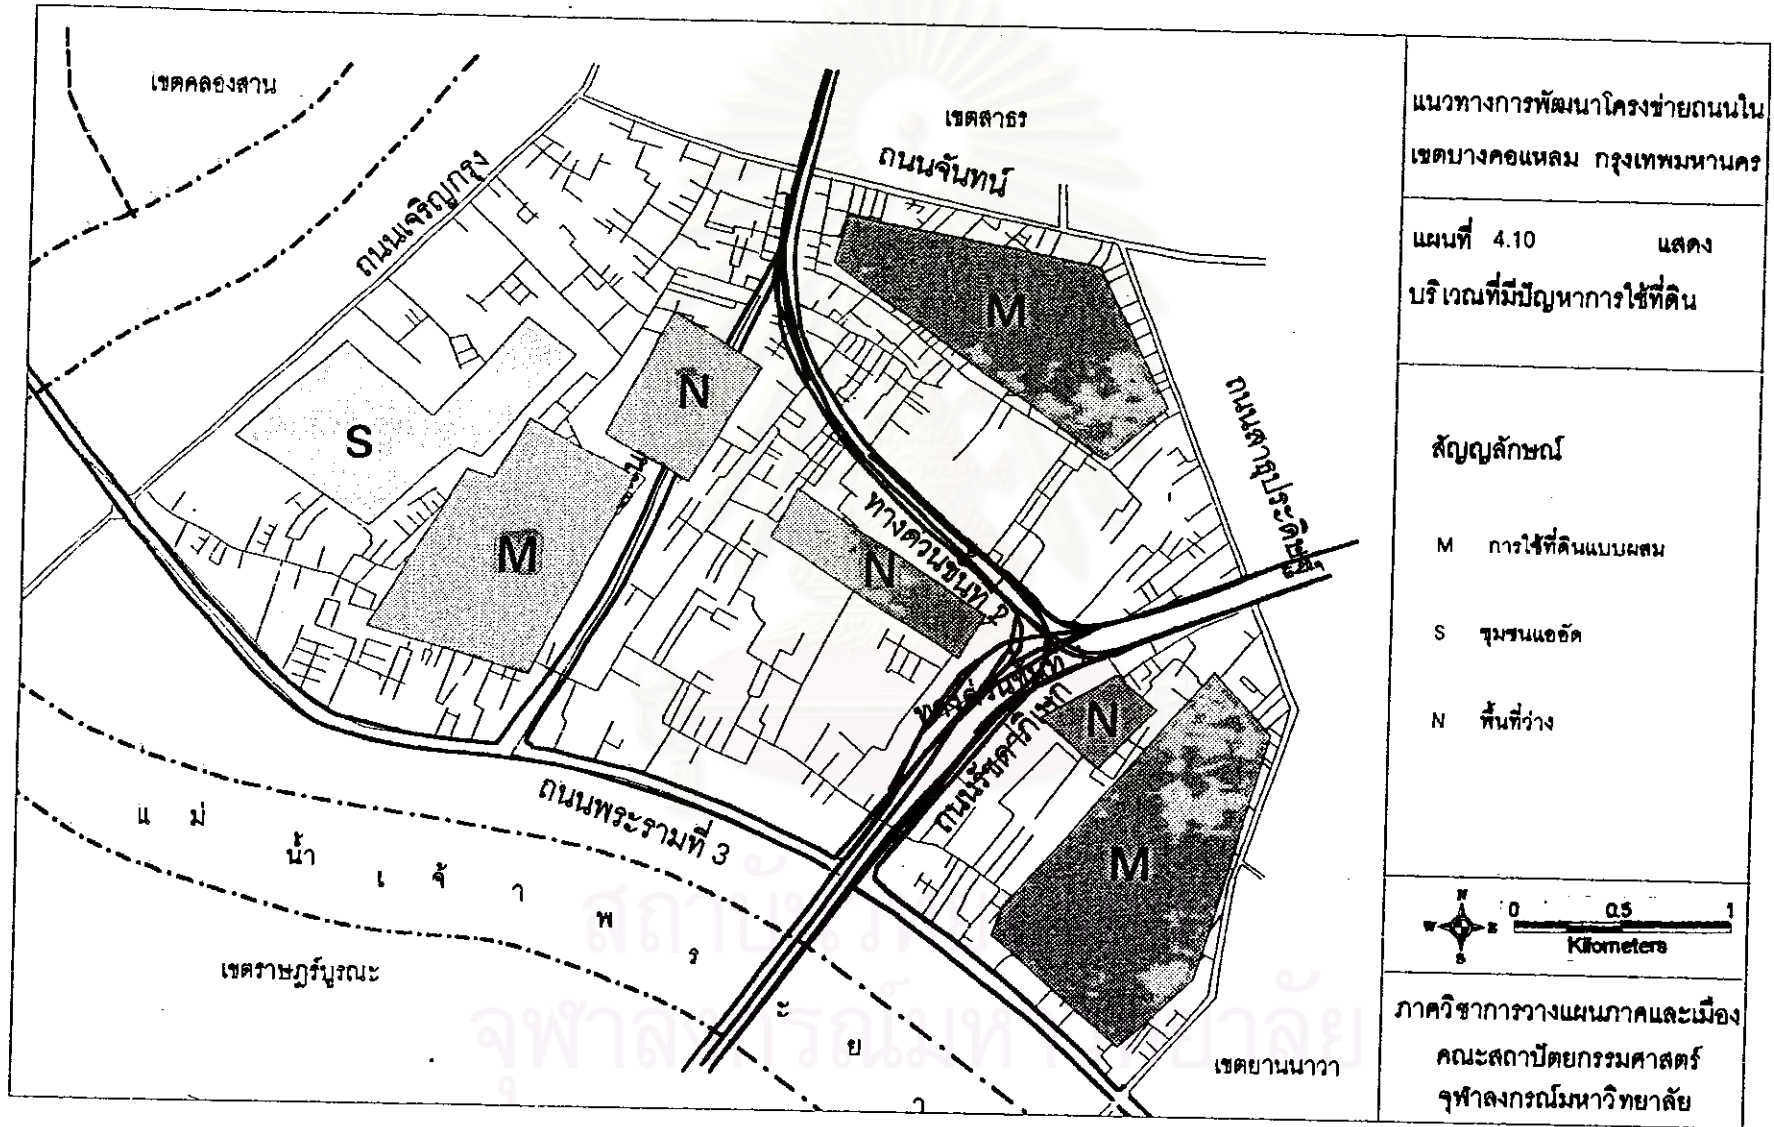 เขตคลองสาน
เขตสาธร
ถนนจันทน์
ถนนเจริญกรุง
M
N
S
M
ถนนสาธุประดิษฐ์
ทางด่วนขั้นที่ 2
N
ถนนรัชดาภิเษก
N
M
ถนนพระรามที่ 3
แ ม่ น้ำ เ จ้ า พ ร ะ ย า
เขตราษฎร์บูรณะ
เขตยานนาวา
แนวทางการพัฒนาโครงข่ายถนนใน
เขตบางคอแหลม กรุงเทพมหานคร
แผนที่ 4.10 แสดง
บริเวณที่มีปัญหาการใช้ที่ดิน
สัญญลักษณ์
M การใช้ที่ดินแบบผสม
S ชุมชนแออัด
N พื้นที่ว่าง
N
W E
S
0 0.5 1
Kilometers
ภาควิชาการวางแผนภาคและเมือง
คณะสถาปัตยกรรมศาสตร์
จุฬาลงกรณ์มหาวิทยาลัย